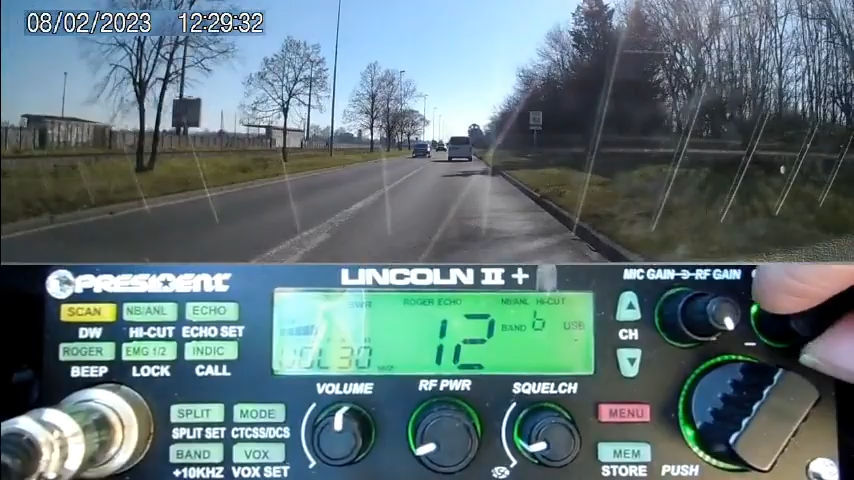 08/02/2023 12:29:32
PRESIDENT LINCOLN II + MIC GAIN RF GAIN
SCAN NB/ANL ECHO
DW HI-CUT ECHO SET
ROGER EMG 1/2 INDIC
BEEP LOCK CALL
ROGER ECHO NB/ANL HI-CUT
12 BAND b USB
VOL 30
CH
VOLUME RF PWR SQUELCH
SPLIT MODE
SPLIT SET CTCSS/DCS
BAND VOX
+10KHZ VOX SET
MENU
MEM
STORE PUSH